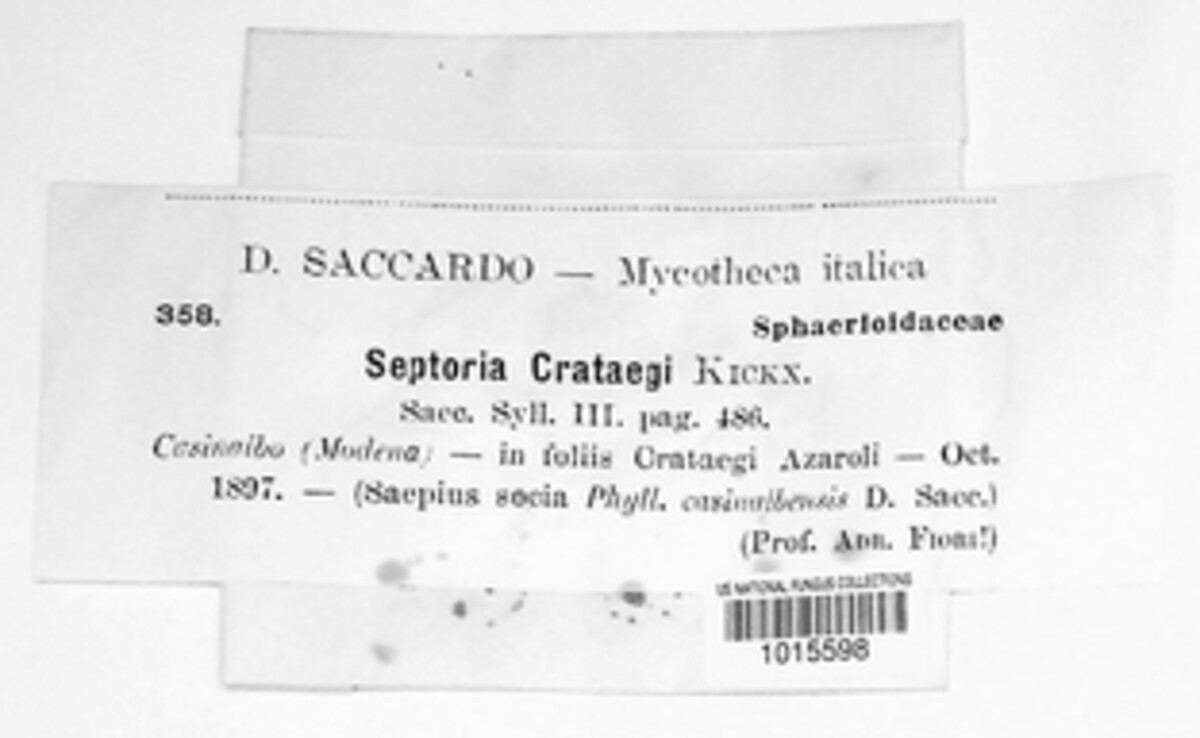 D. SACCARDO — Mycotheca italica
358.
Sphaerioidaceae
Septoria Crataegi KICKX.
Sacc. Syll. III. pag. 486.
Casinalbo (Modena) — in foliis Crataegi Azaroli — Oct.
1897. — (Saepius socia Phyll. casinalbensis D. Sacc.)
(Prof. ADR. FIORI!)
US NATIONAL FUNGUS COLLECTIONS
1015598